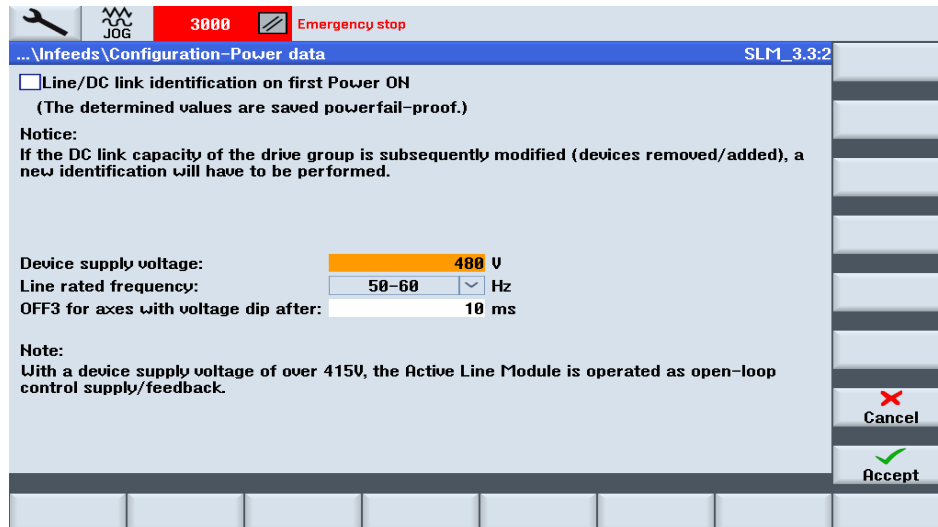 JOG
3000
Emergency stop
...\Infeeds\Configuration-Power data
SLM_3.3:2
Line/DC link identification on first Power ON
(The determined values are saved powerfail-proof.)
Notice:
If the DC link capacity of the drive group is subsequently modified (devices removed/added), a
new identification will have to be performed.
Device supply voltage: 480 V
Line rated frequency: 50-60 Hz
OFF3 for axes with voltage dip after: 10 ms
Note:
With a device supply voltage of over 415V, the Active Line Module is operated as open-loop
control supply/feedback.
Cancel
Accept